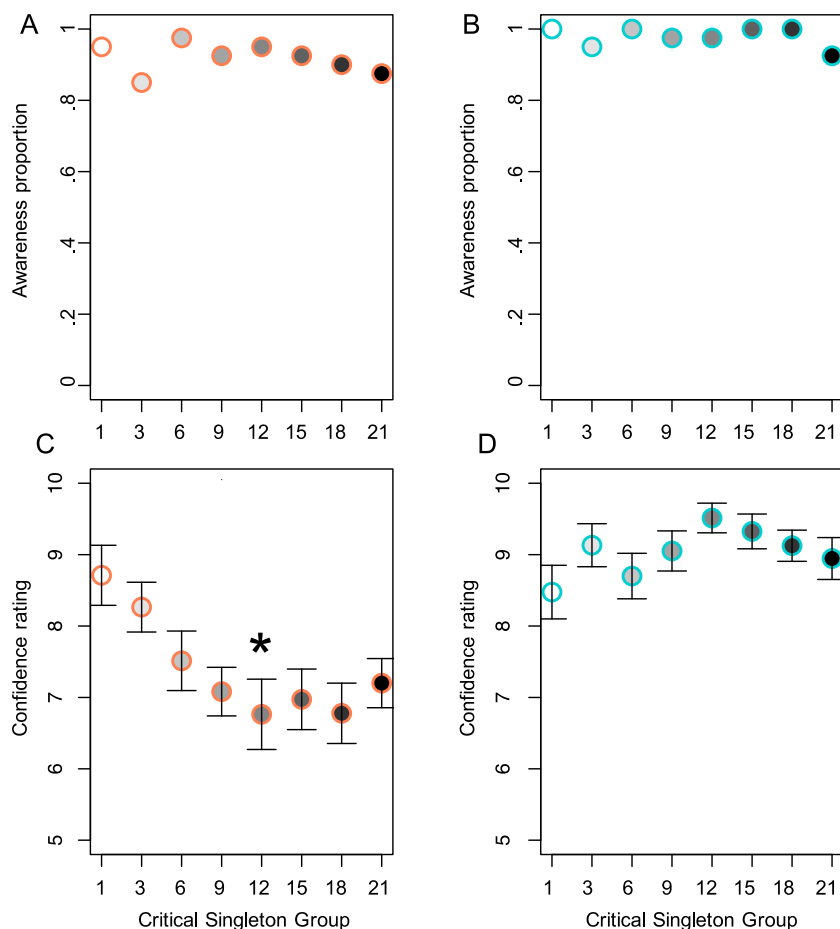 A
B
Awareness proportion
1
.8
.6
.4
.2
0
1 3 6 9 12 15 18 21
Awareness proportion
1
.8
.6
.4
.2
0
1 3 6 9 12 15 18 21
C
D
Confidence rating
10
9
8
7
6
5
*
1 3 6 9 12 15 18 21
Critical Singleton Group
Confidence rating
10
9
8
7
6
5
1 3 6 9 12 15 18 21
Critical Singleton Group